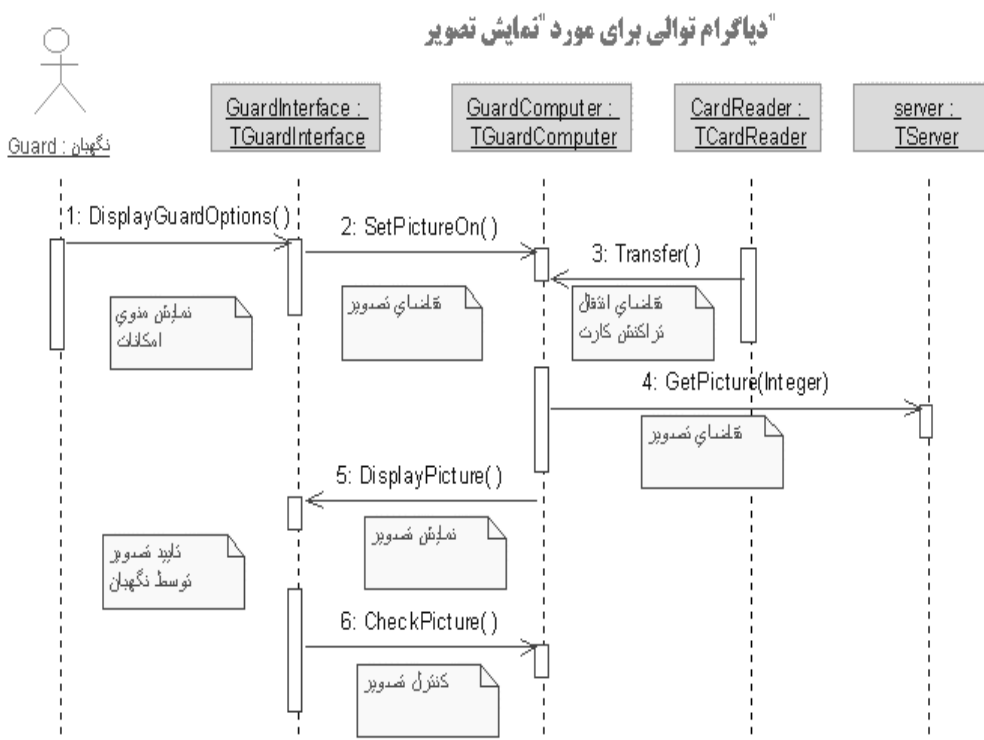 "دیاگرام توالی برای مورد "نمایش تصویر
Guard : نگهبان
GuardInterface :
TGuardInterface
GuardComputer :
TGuardComputer
CardReader :
TCardReader
server :
TServer
1: DisplayGuardOptions( )
2: SetPictureOn( )
3: Transfer( )
نمایش منوی
امکانات
تقاضای تصویر
تقاضای انتقال
تراکنش کارت
4: GetPicture(Integer)
تقاضای تصویر
5: DisplayPicture( )
نمایش تصویر
تایید تصویر
توسط نگهبان
6: CheckPicture( )
کنترل تصویر